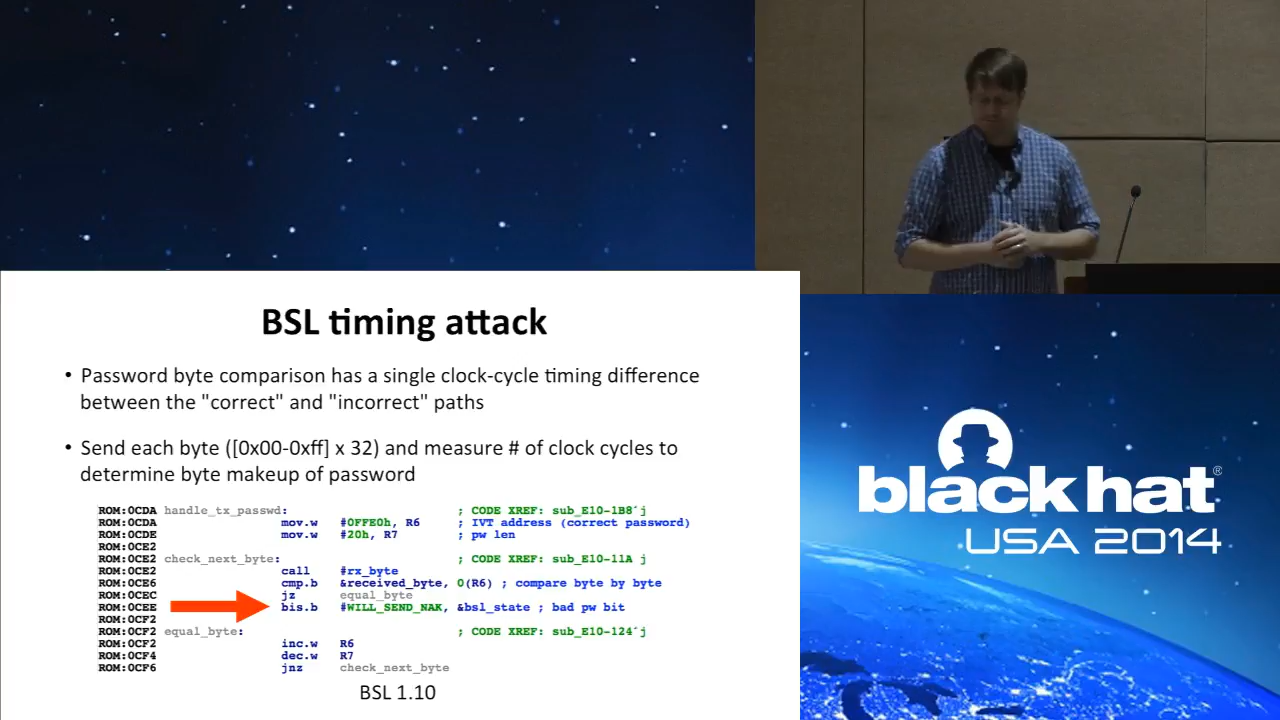 BSL timing attack
• Password byte comparison has a single clock-cycle timing difference
between the "correct" and "incorrect" paths
• Send each byte ([0x00-0xff] x 32) and measure # of clock cycles to
determine byte makeup of password
ROM:0CDA handle_tx_passwd: ; CODE XREF: sub_E10-1B8↑j
ROM:0CDA mov.w #0FFE0h, R6 ; IVT address (correct password)
ROM:0CDE mov.w #20h, R7 ; pw len
ROM:0CE2
ROM:0CE2 check_next_byte: ; CODE XREF: sub_E10-11A j
ROM:0CE2 call #rx_byte
ROM:0CE6 cmp.b &received_byte, 0(R6) ; compare byte by byte
ROM:0CEC jz equal_byte
ROM:0CEE bis.b #WILL_SEND_NAK, &bsl_state ; bad pw bit
ROM:0CF2
ROM:0CF2 equal_byte: ; CODE XREF: sub_E10-124↑j
ROM:0CF2 inc.w R6
ROM:0CF4 dec.w R7
ROM:0CF6 jnz check_next_byte
BSL 1.10
black hat®
USA 2014